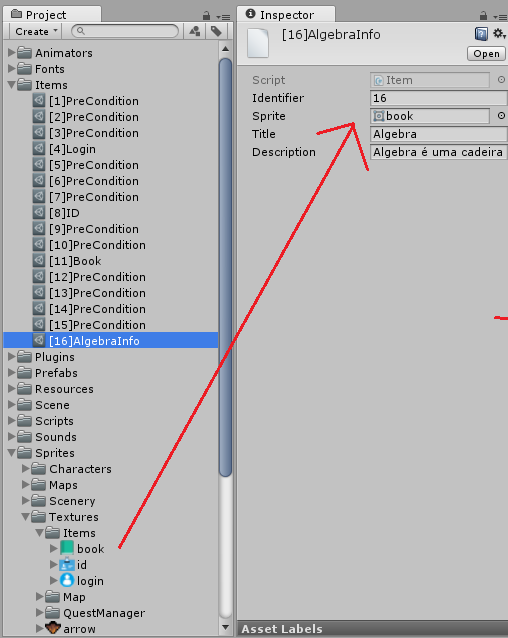 Project
Create
Animators
Fonts
Items
[1]PreCondition
[2]PreCondition
[3]PreCondition
[4]Login
[5]PreCondition
[6]PreCondition
[7]PreCondition
[8]ID
[9]PreCondition
[10]PreCondition
[11]Book
[12]PreCondition
[13]PreCondition
[14]PreCondition
[15]PreCondition
[16]AlgebraInfo
Plugins
Prefabs
Resources
Scene
Scripts
Sounds
Sprites
Characters
Maps
Scenery
Textures
Items
book
id
login
Map
QuestManager
arrow
Inspector
[16]AlgebraInfo
Open
Script Item
Identifier 16
Sprite book
Title Algebra
Description Algebra é uma cadeira
Asset Labels